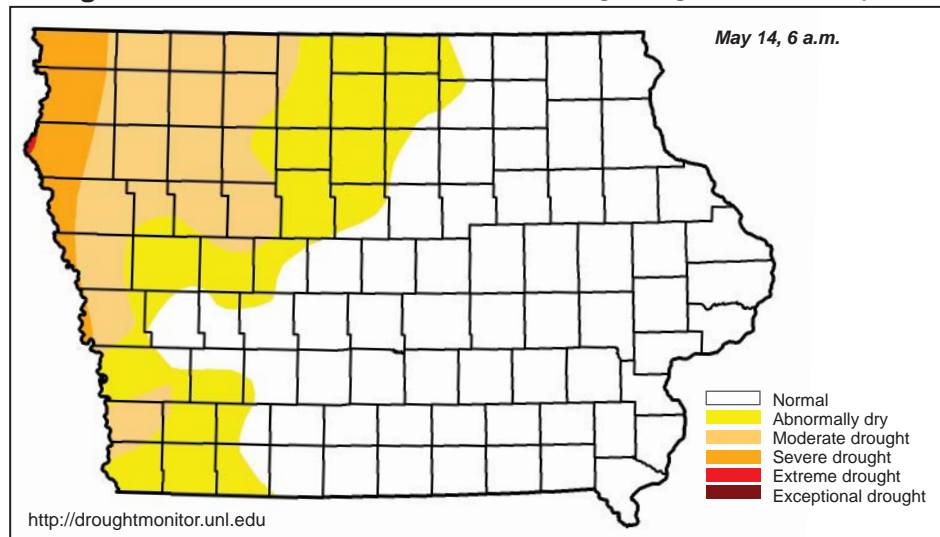 May 14, 6 a.m.
Normal
Abnormally dry
Moderate drought
Severe drought
Extreme drought
Exceptional drought
http://droughtmonitor.unl.edu